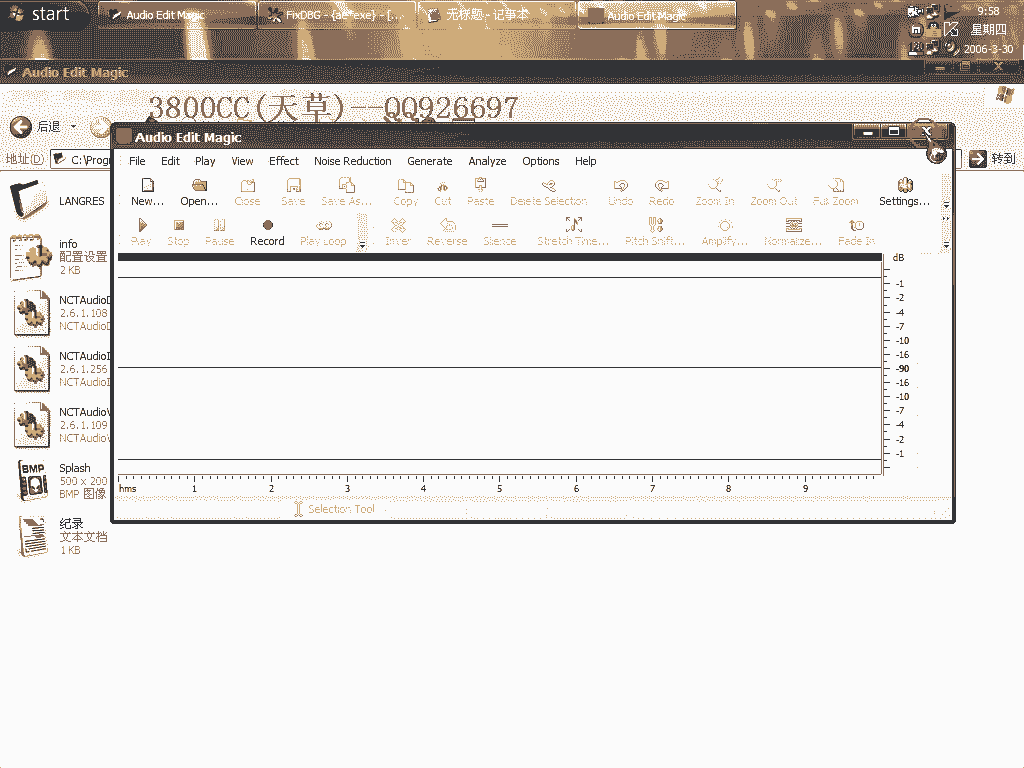 start
Audio Edit Magic
FixDBG - {ae*exe} - [...
无标题 - 记事本
Audio Edit Magic
9:58
星期四
2006-3-30
Audio Edit Magic
3800CC(天草)--QQ926697
后退
地址(D)
C:\Prog
转到
Audio Edit Magic
File Edit Play View Effect Noise Reduction Generate Analyze Options Help
New... Open... Close Save Save As... Copy Cut Paste Delete Selection Undo Redo Zoom In Zoom Out Full Zoom Settings...
Play Stop Pause Record Play Loop Invert Reverse Silence Stretch Time... Pitch Shift... Amplify... Normalize... Fade In
dB
-1
-2
-4
-7
-10
-16
-90
-16
-10
-7
-4
-2
-1
hms 1 2 3 4 5 6 7 8 9
Selection Tool
LANGRES
info
配置设置
2 KB
NCTAudioD
2.6.1.108
NCTAudioD
NCTAudioI
2.6.1.256
NCTAudioI
NCTAudioV
2.6.1.109
NCTAudioV
Splash
500 x 200
BMP 图像
纪录
文本文档
1 KB